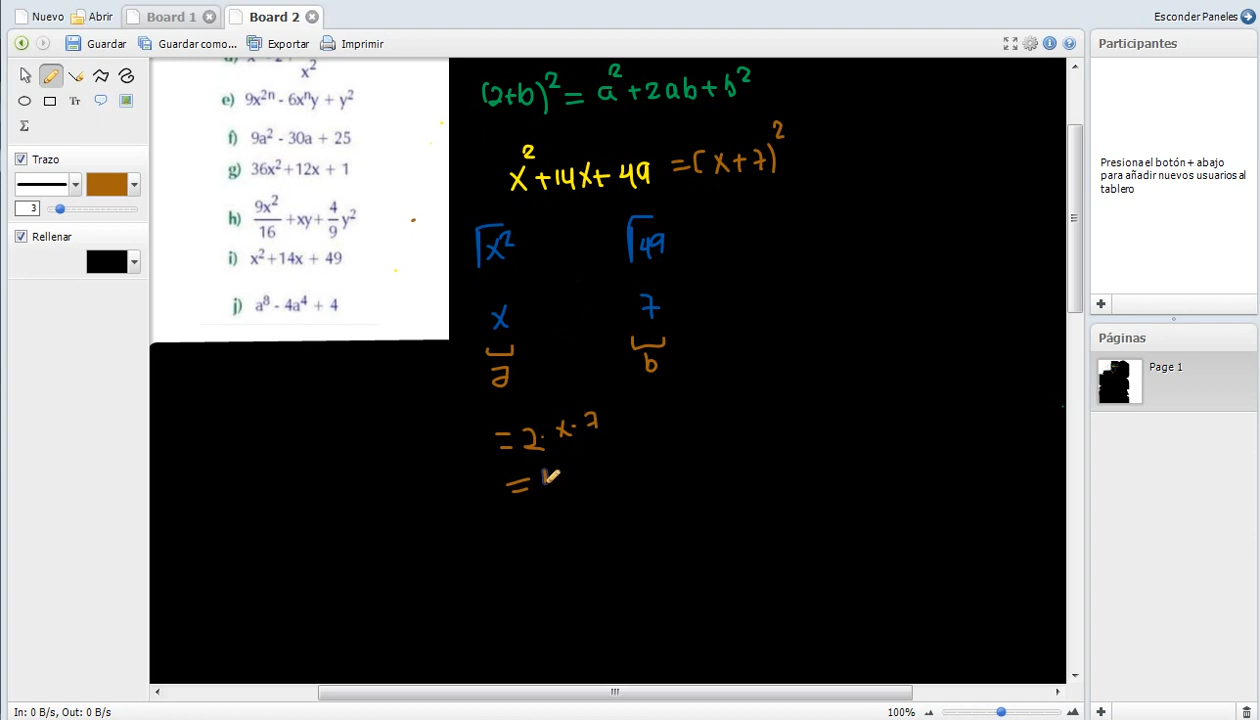 Nuevo Abrir Board 1 Board 2 Esconder Paneles
Guardar Guardar como... Exportar Imprimir
Tr
Σ
Trazo
3
Rellenar
x²
e) 9x²ⁿ - 6xⁿy + y²
f) 9a² - 30a + 25
g) 36x² + 12x + 1
h) 9x²/16 + xy + 4/9 y²
i) x² + 14x + 49
j) a⁸ - 4a⁴ + 4
(2+b)² = a² + 2ab + b²
x² + 14x + 49 = (x + 7)²
√x² √49
x 7
a b
= 2 · x · 7
=
Participantes
Presiona el botón + abajo
para añadir nuevos usuarios al
tablero
Páginas
Page 1
In: 0 B/s, Out: 0 B/s 100%